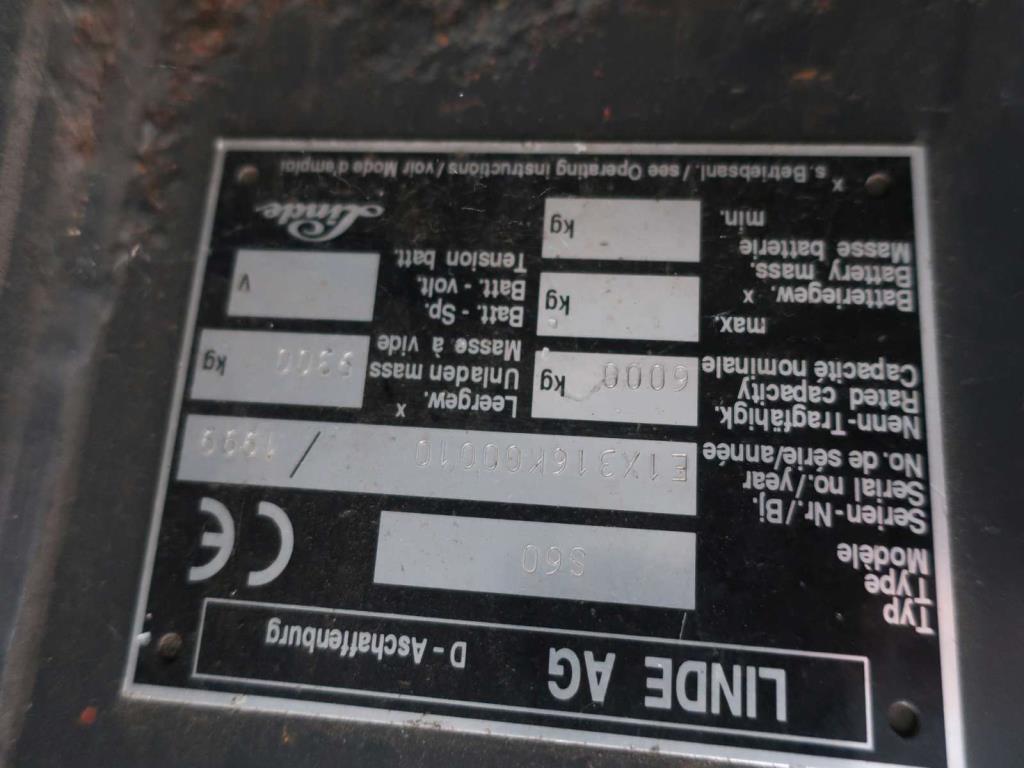 LINDE AG
D - Aschaffenburg
Typ
Type
Modèle
S60
CE
Serien - Nr./Bj.
Serial no./year
No. de série/année
E1X316K00010 / 1999
Nenn-Tragfähigk.
Rated capacity
Capacité nominale
6000 kg
Leergew. x
Unladen mass
Masse à vide
9300 kg
max.
kg
Batteriegew. x
Battery mass.
Masse batterie
min.
kg
Batt. - Sp.
Batt - volt.
Tension batt.
V
Linde
x s. Betriebsanl. / see Operating instructions / voir Mode d'emploi